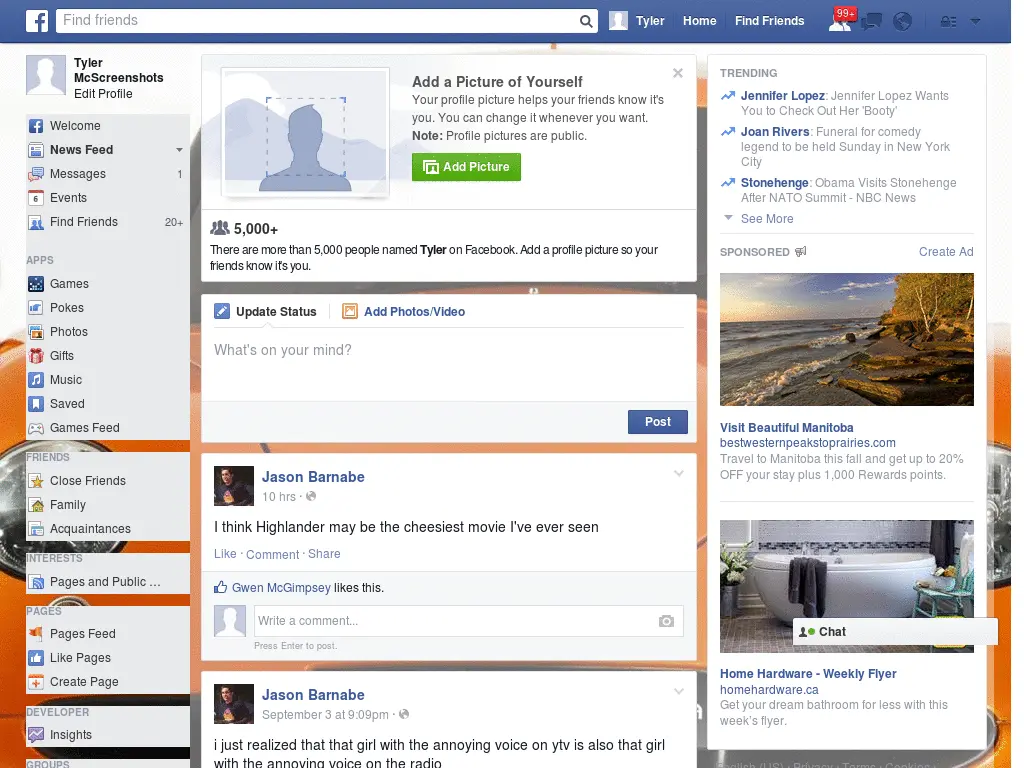 Find friends
Tyler
Home
Find Friends
99+
Tyler
McScreenshots
Edit Profile
Welcome
News Feed
Messages 1
Events
Find Friends 20+
APPS
Games
Pokes
Photos
Gifts
Music
Saved
Games Feed
FRIENDS
Close Friends
Family
Acquaintances
INTERESTS
Pages and Public ...
PAGES
Pages Feed
Like Pages
Create Page
DEVELOPER
Insights
GROUPS
Add a Picture of Yourself
Your profile picture helps your friends know it's
you. You can change it whenever you want.
Note: Profile pictures are public.
Add Picture
5,000+
There are more than 5,000 people named Tyler on Facebook. Add a profile picture so your
friends know it's you.
Update Status
Add Photos/Video
What's on your mind?
Post
Jason Barnabe
10 hrs ·
I think Highlander may be the cheesiest movie I've ever seen
Like · Comment · Share
Gwen McGimpsey likes this.
Write a comment...
Press Enter to post.
Jason Barnabe
September 3 at 9:09pm ·
i just realized that that girl with the annoying voice on ytv is also that girl
with the annoying voice on the radio
TRENDING
Jennifer Lopez: Jennifer Lopez Wants
You to Check Out Her 'Booty'
Joan Rivers: Funeral for comedy
legend to be held Sunday in New York
City
Stonehenge: Obama Visits Stonehenge
After NATO Summit - NBC News
See More
SPONSORED
Create Ad
Visit Beautiful Manitoba
bestwesternpeakstoprairies.com
Travel to Manitoba this fall and get up to 20%
OFF your stay plus 1,000 Rewards points.
Chat
Home Hardware - Weekly Flyer
homehardware.ca
Get your dream bathroom for less with this
week's flyer.
English (US) · Privacy · Terms · Cookies ·